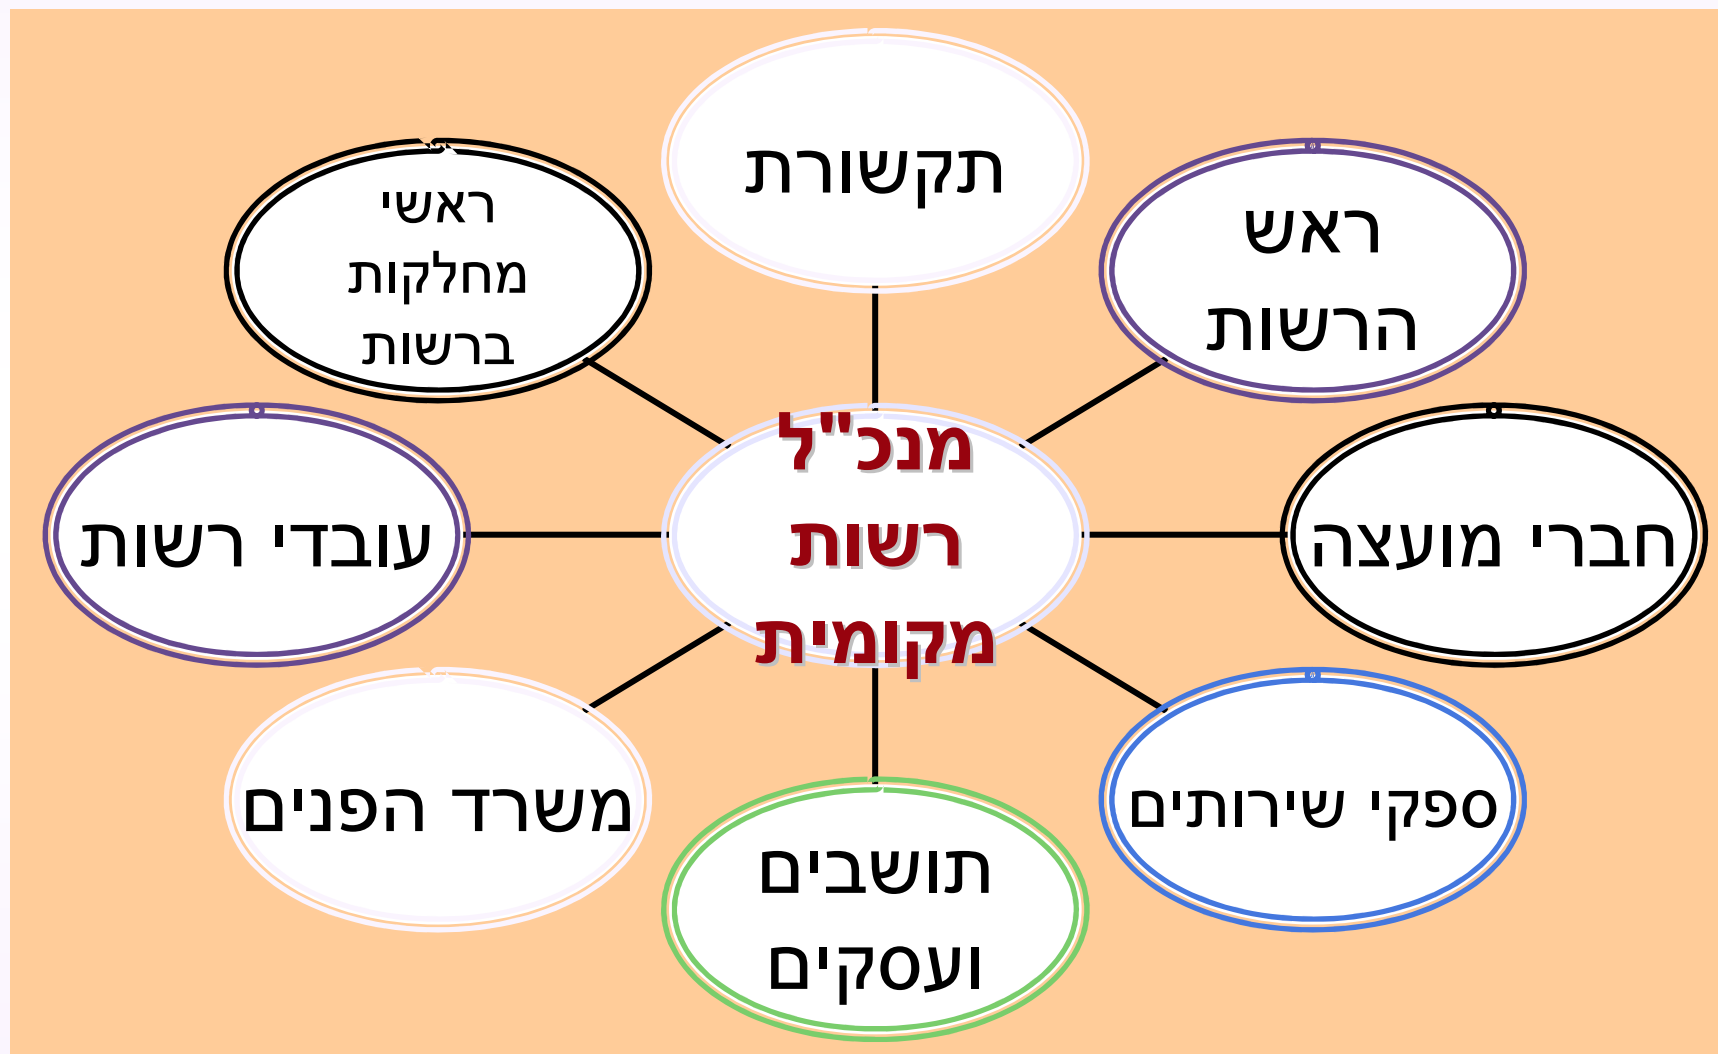 תקשורת
ראש
הרשות
ראשי
מחלקות
ברשות
מנכ"ל
רשות
מקומית
חברי מועצה
עובדי רשות
ספקי שירותים
משרד הפנים
תושבים
ועסקים